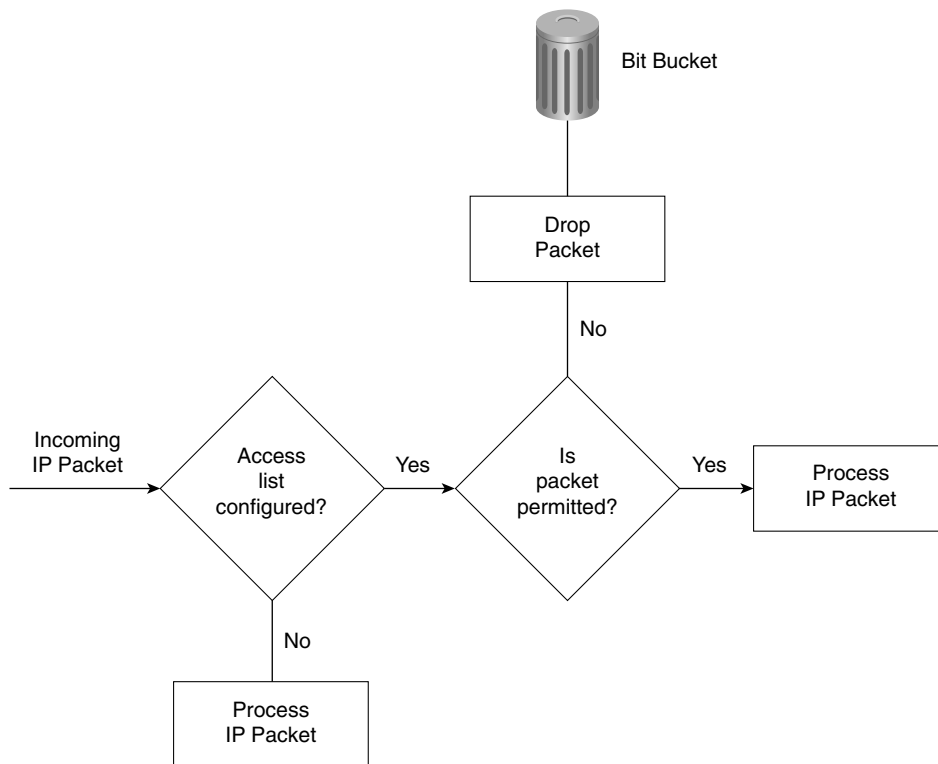 Bit Bucket
Drop
Packet
No
Incoming
IP Packet
Access
list
configured?
Yes
Is
packet
permitted?
Yes
Process
IP Packet
No
Process
IP Packet